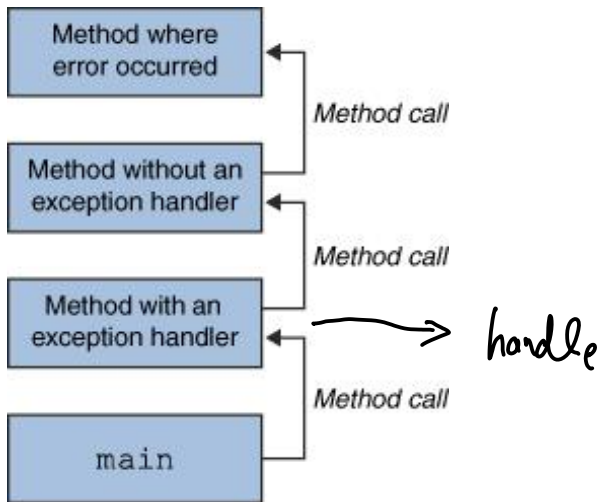 Method where
error occurred
Method call
Method without an
exception handler
Method call
Method with an
exception handler
handle
Method call
main